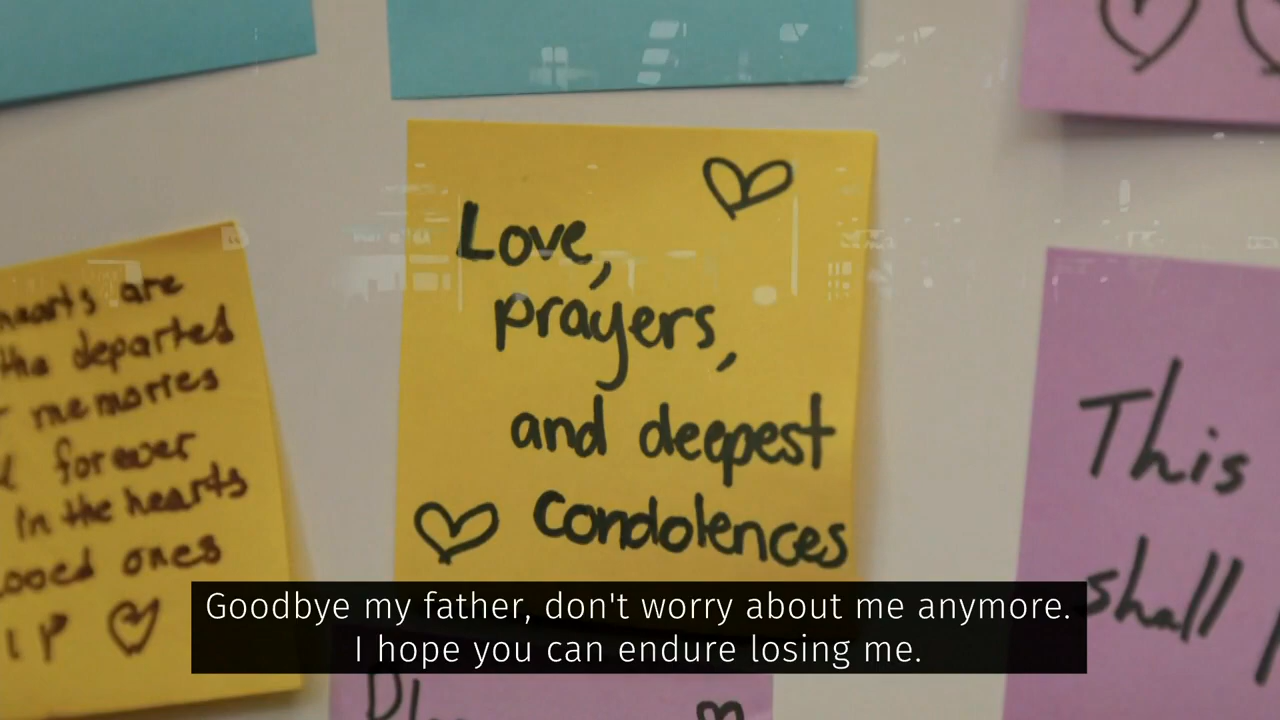 hearts are
the departed
memories
forever
in the hearts
ones
Love,
prayers,
and deepest
condolences
This
shall
Goodbye my father, don't worry about me anymore.
I hope you can endure losing me.